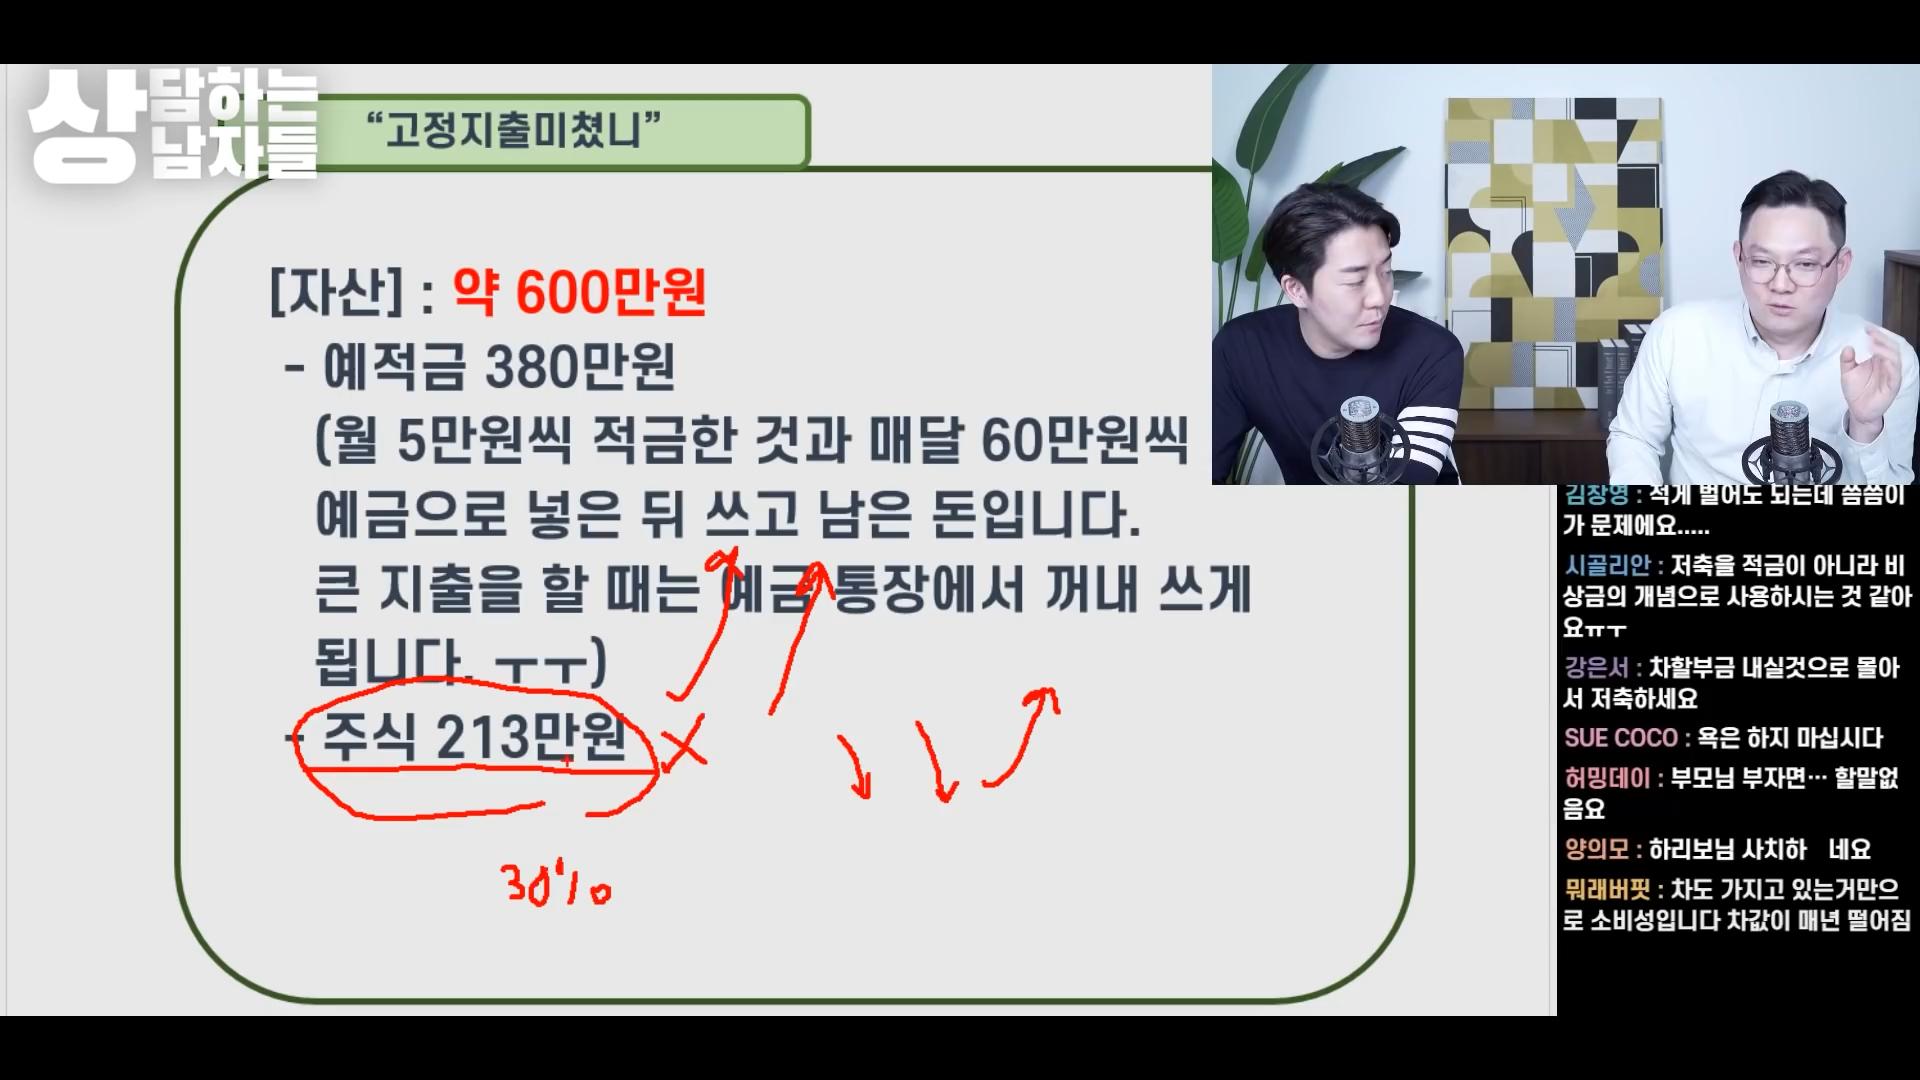 상담하는
남자들
“고정지출미쳤니”
[자산] : 약 600만원
- 예적금 380만원
(월 5만원씩 적금한 것과 매달 60만원씩
예금으로 넣은 뒤 쓰고 남은 돈입니다.
큰 지출을 할 때는 예금 통장에서 꺼내 쓰게
됩니다. ㅜㅜ)
- 주식 213만원
30%
김창영 : 적게 벌어도 되는데 씀씀이
가 문제에요.....
시골리안 : 저축을 적금이 아니라 비
상금의 개념으로 사용하시는 것 같아
요ㅠㅜ
강은서 : 차할부금 내실것으로 몰아
서 저축하세요
SUE COCO : 욕은 하지 마십시다
허밍데이 : 부모님 부자면… 할말없
음요
양의모 : 하리보님 사치하 네요
뭐래버핏 : 차도 가지고 있는거만으
로 소비성입니다 차값이 매년 떨어짐